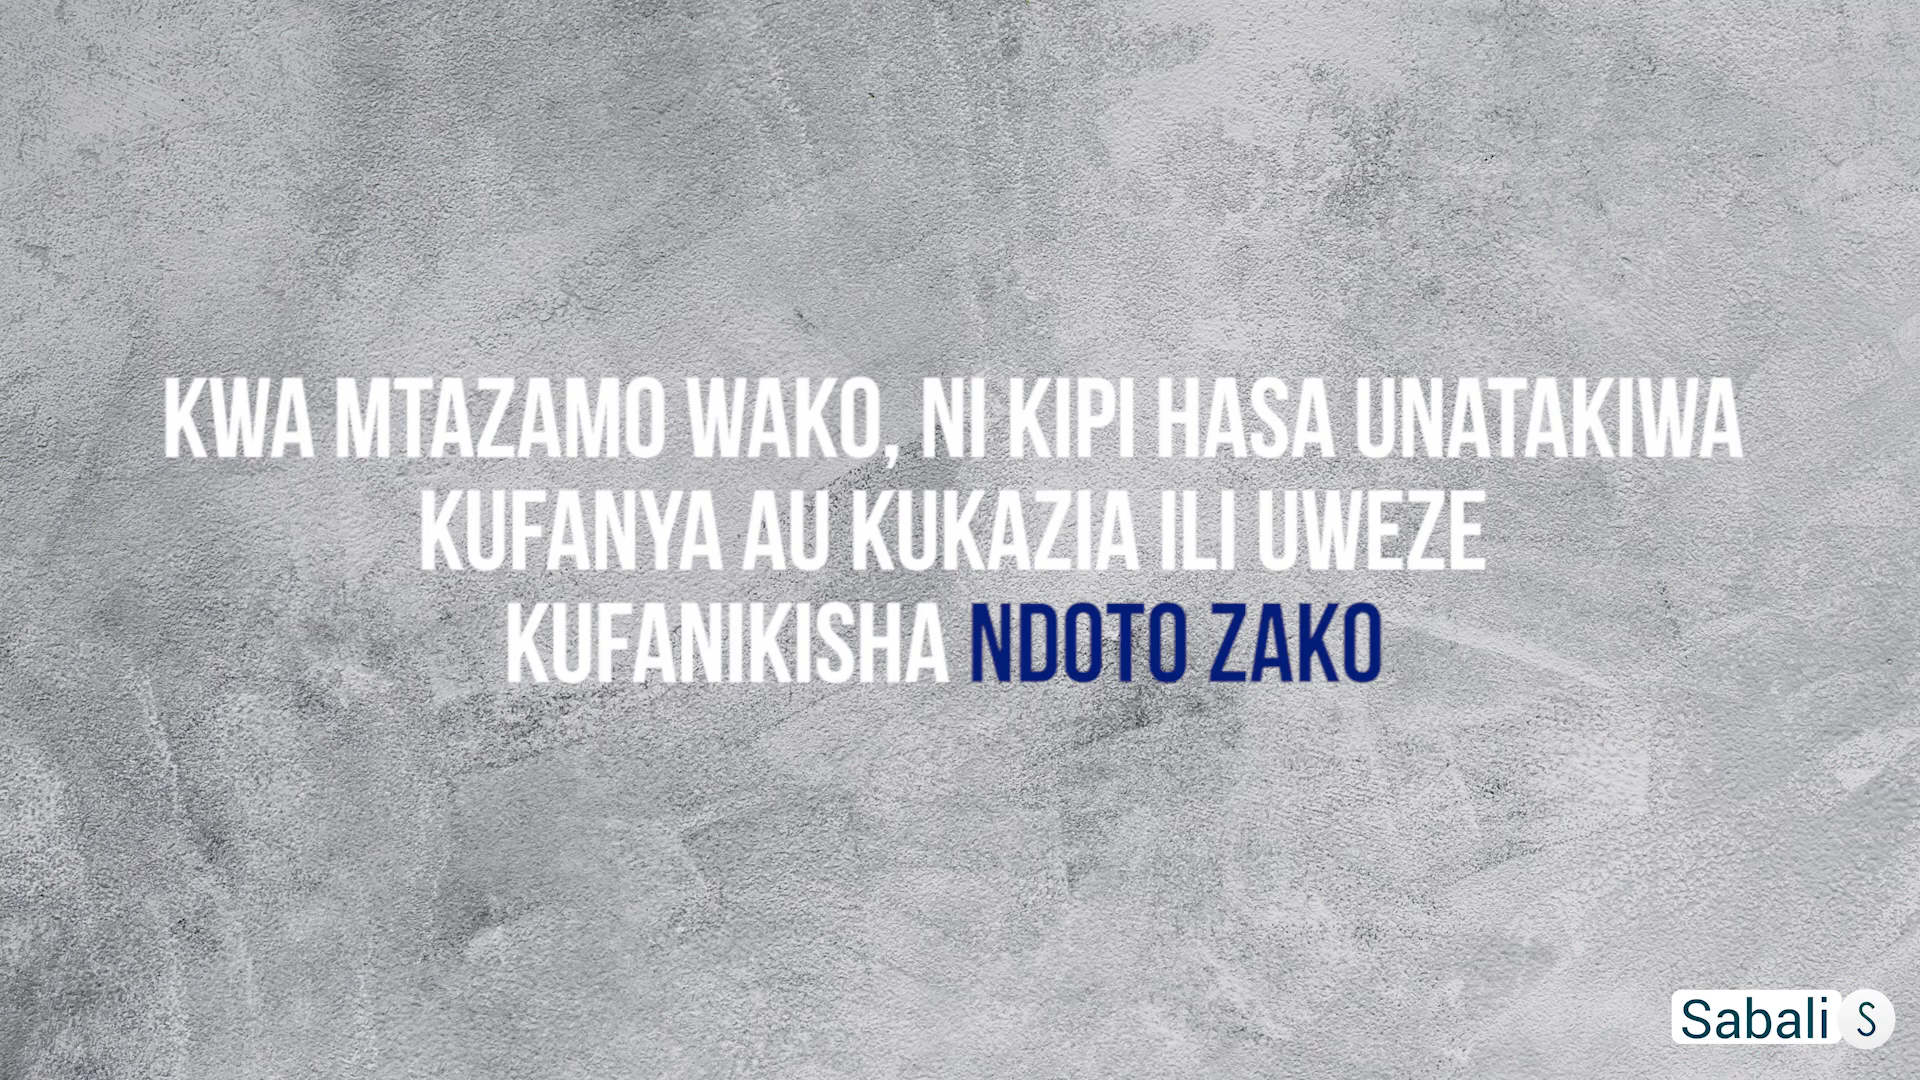 KWA MTAZAMO WAKO, NI KIPI HASA UNATAKIWA
KUFANYA AU KUKAZIA ILI UWEZE
KUFANIKISHA NDOTO ZAKO
Sabali S